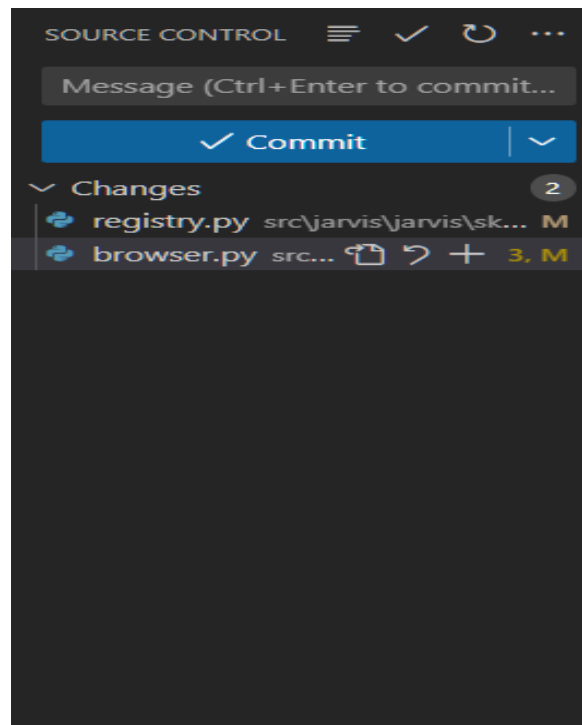 SOURCE CONTROL
Message (Ctrl+Enter to commit...
Commit
Changes 2
registry.py src\jarvis\jarvis\sk... M
browser.py src... 3, M